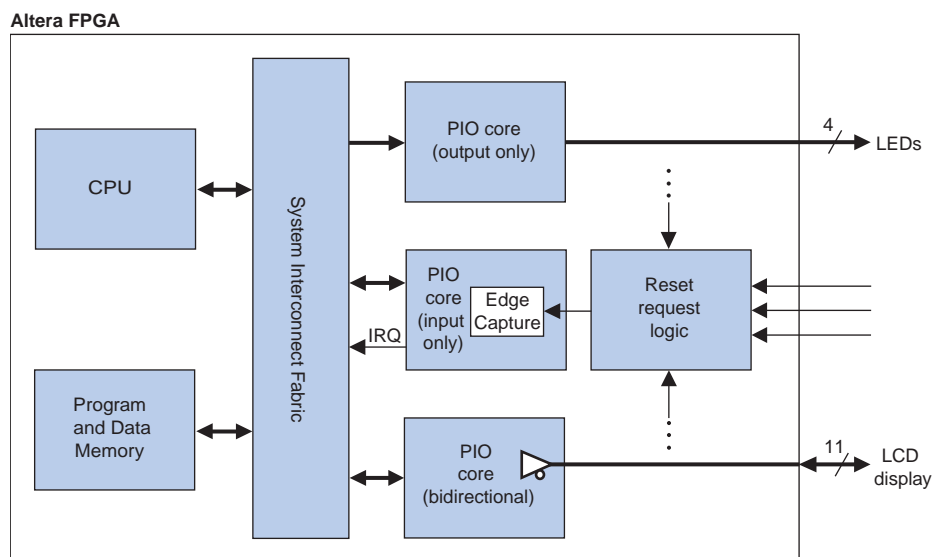 Altera FPGA
CPU
Program
and Data
Memory
System Interconnect Fabric
PIO core
(output only)
4
LEDs
PIO
core
(input
only)
Edge
Capture
IRQ
Reset
request
logic
PIO
core
(bidirectional)
11
LCD
display